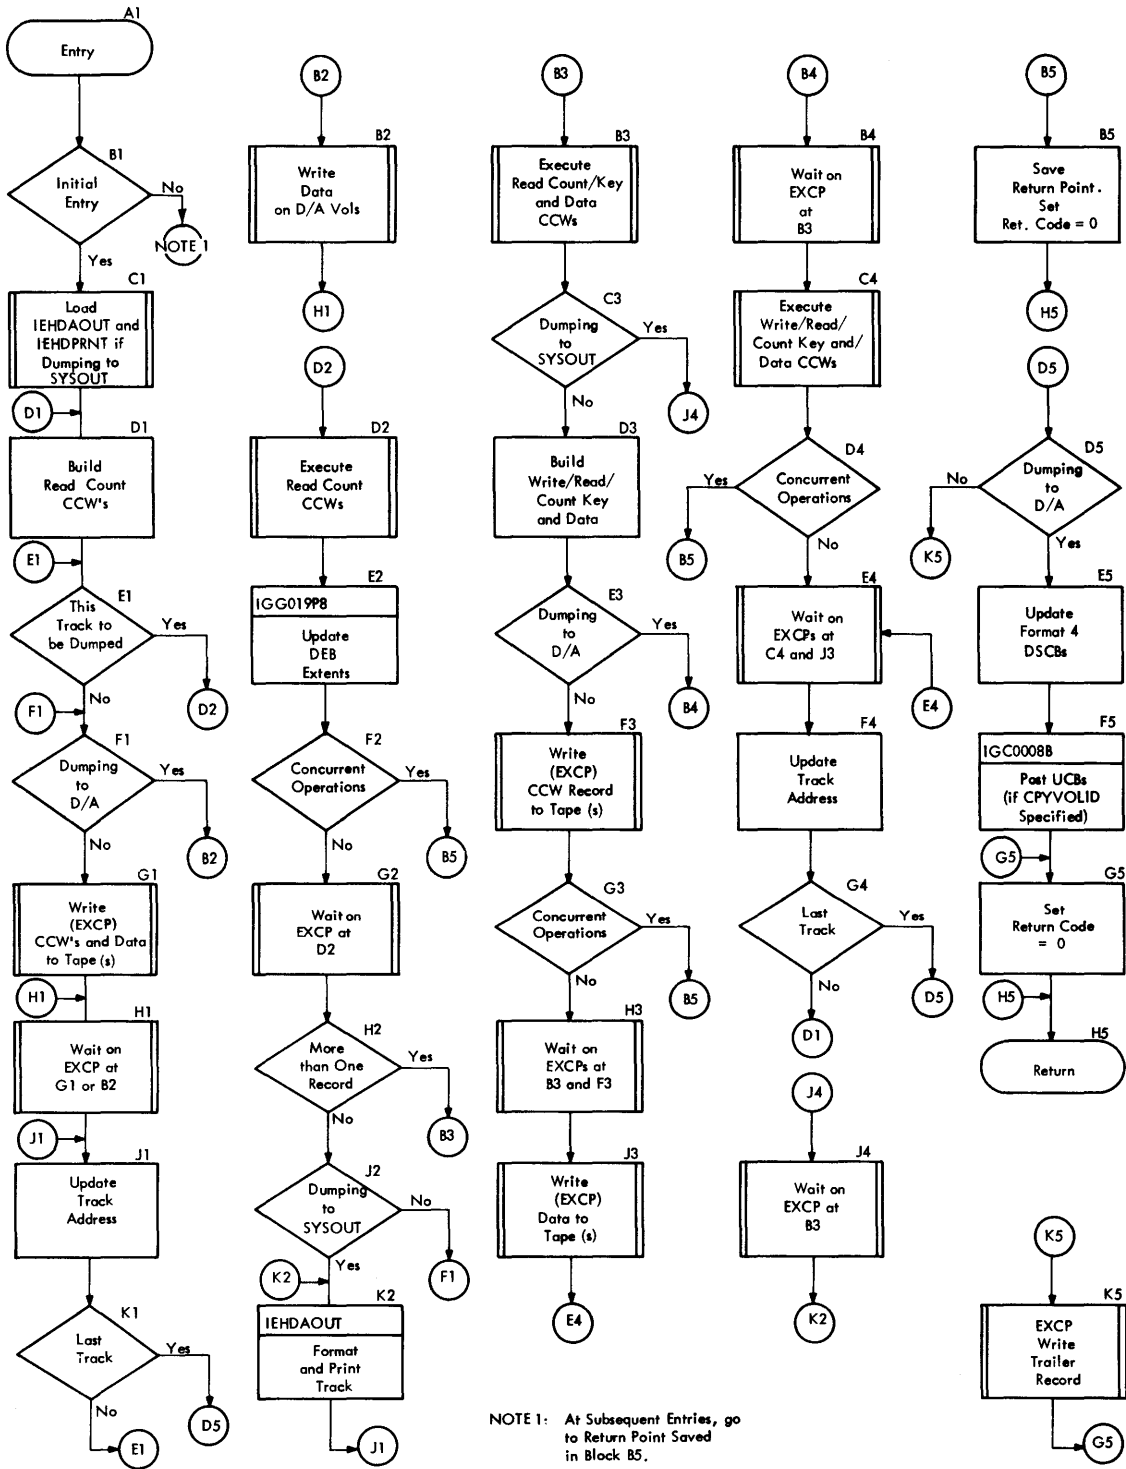 A1
Entry
B1
Initial
Entry
No
NOTE 1
Yes
C1
Load
IEHDAOUT and
IEHDPRNT if
Dumping to
SYSOUT
D1
D1
Build
Read Count
CCW's
E1
E1
This
Track to
be Dumped
Yes
D2
No
F1
F1
Dumping
to
D/A
Yes
B2
No
G1
Write
(EXCP)
CCW's and Data
to Tape (s)
H1
H1
Wait on
EXCP at
G1 or B2
J1
J1
Update
Track
Address
K1
Last
Track
Yes
D5
No
E1
B2
B2
Write
Data
on D/A Vols
H1
D2
D2
Execute
Read Count
CCWs
E2
IGG019P8
Update
DEB
Extents
F2
Concurrent
Operations
Yes
B5
No
G2
Wait on
EXCP at
D2
H2
More
than One
Record
Yes
B3
No
J2
Dumping
to
SYSOUT
No
F1
Yes
K2
K2
IEHDAOUT
Format
and Print
Track
J1
B3
B3
Execute
Read Count/Key
and Data
CCWs
C3
Dumping
to
SYSOUT
Yes
J4
No
D3
Build
Write/Read/
Count Key
and Data
E3
Dumping
to
D/A
Yes
B4
No
F3
Write
(EXCP)
CCW Record
to Tape (s)
G3
Concurrent
Operations
Yes
B5
No
H3
Wait on
EXCPs at
B3 and F3
J3
Write
(EXCP)
Data to
Tape (s)
E4
B4
B4
Wait on
EXCP
at
B3
C4
Execute
Write/Read/
Count Key and/
Data CCWs
D4
Concurrent
Operations
Yes
B5
No
E4
Wait on
EXCPs at
C4 and J3
E4
F4
Update
Track
Address
G4
Last
Track
Yes
D5
No
D1
J4
J4
Wait on
EXCP at
B3
K2
B5
B5
Save
Return Point.
Set
Ret. Code = 0
H5
D5
D5
Dumping
to
D/A
No
K5
Yes
E5
Update
Format 4
DSCBs
F5
IGC0008B
Post UCBs
(if CPYVOLID
Specified)
G5
G5
Set
Return Code
= 0
H5
H5
Return
K5
K5
EXCP
Write
Trailer
Record
G5
NOTE 1: At Subsequent Entries, go
to Return Point Saved
in Block B5.